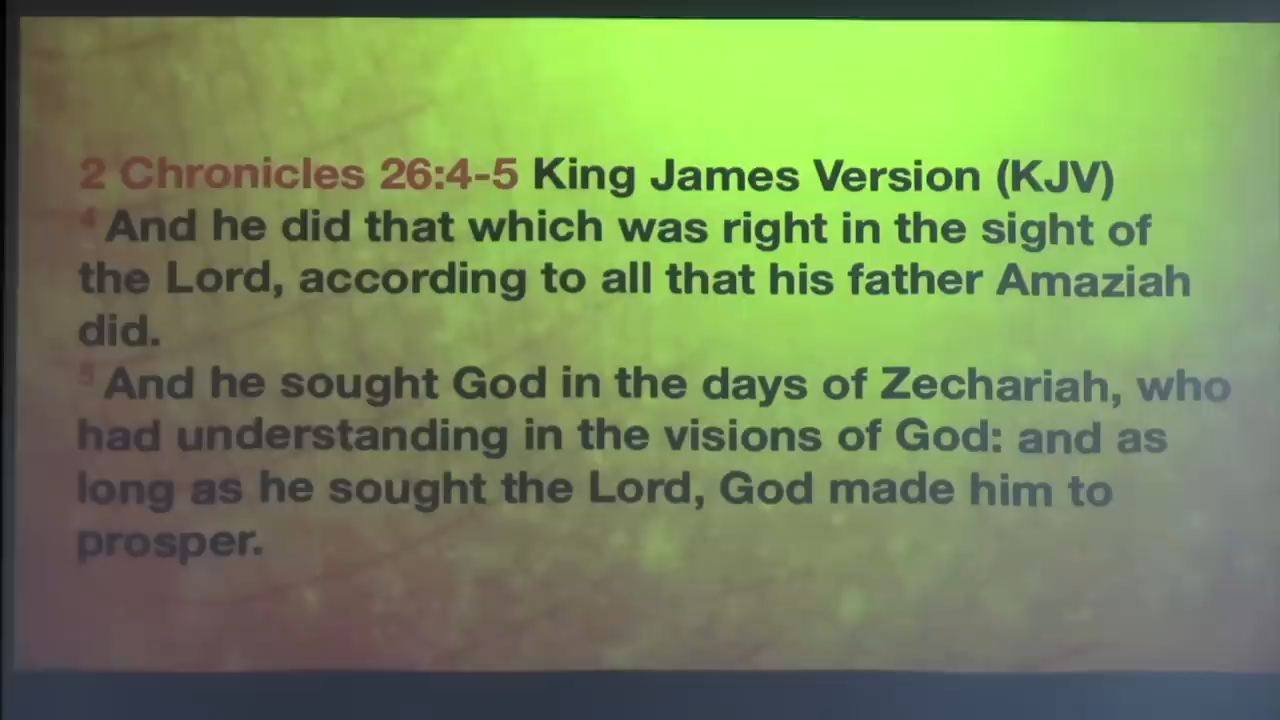 2 Chronicles 26:4-5 King James Version (KJV)
4 And he did that which was right in the sight of
the Lord, according to all that his father Amaziah
did.
5 And he sought God in the days of Zechariah, who
had understanding in the visions of God: and as
long as he sought the Lord, God made him to
prosper.